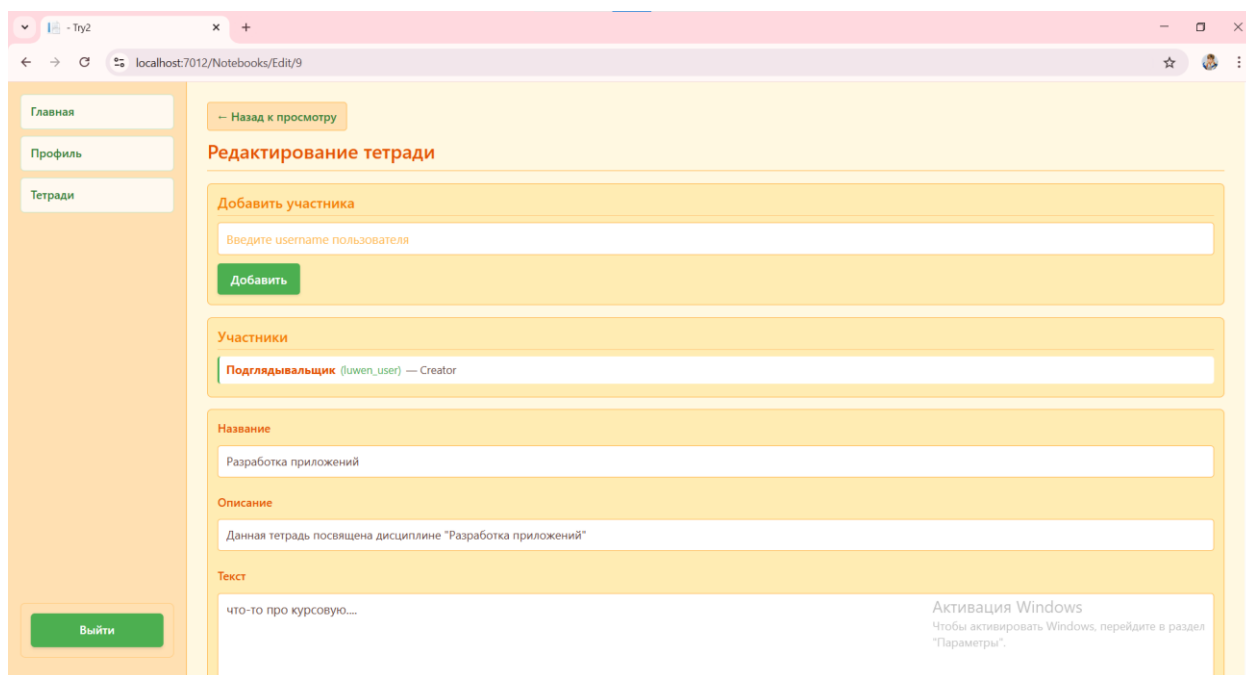 - Try2
localhost:7012/Notebooks/Edit/9
Главная
Профиль
Тетради
Выйти
← Назад к просмотру
Редактирование тетради
Добавить участника
Введите username пользователя
Добавить
Участники
Подглядывальщик (luwen_user) — Creator
Название
Разработка приложений
Описание
Данная тетрадь посвящена дисциплине "Разработка приложений"
Текст
что-то про курсовую....
Активация Windows
Чтобы активировать Windows, перейдите в раздел
"Параметры".